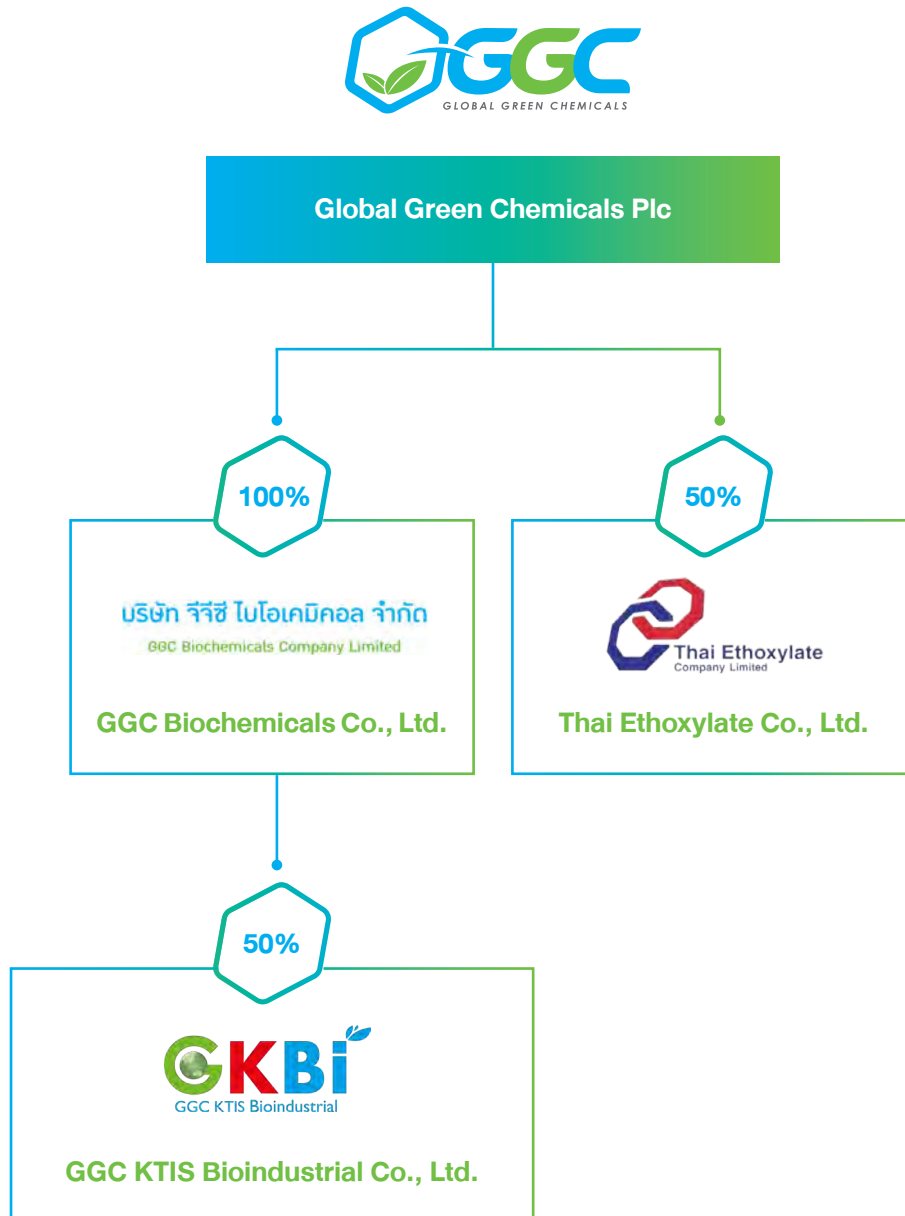 GGC
GLOBAL GREEN CHEMICALS
Global Green Chemicals Plc
100%
50%
บริษัท จีจีซี ไบโอเคมิคอล จำกัด
GGC Biochemicals Company Limited
Thai Ethoxylate
Company Limited
GGC Biochemicals Co., Ltd.
Thai Ethoxylate Co., Ltd.
50%
GKBi
GGC KTIS Bioindustrial
GGC KTIS Bioindustrial Co., Ltd.